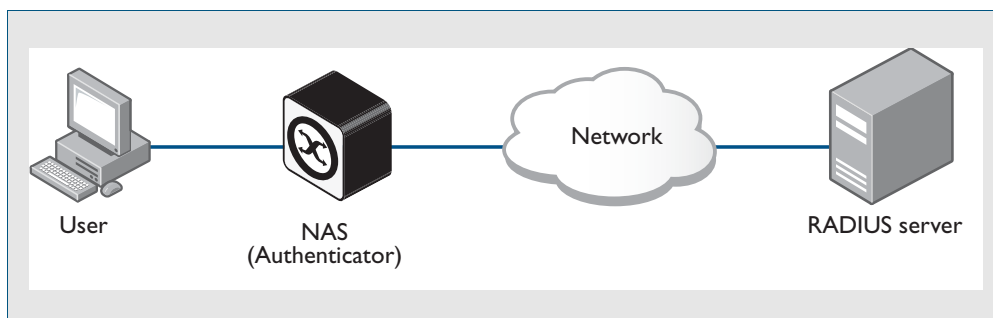 User
NAS
(Authenticator)
Network
RADIUS server